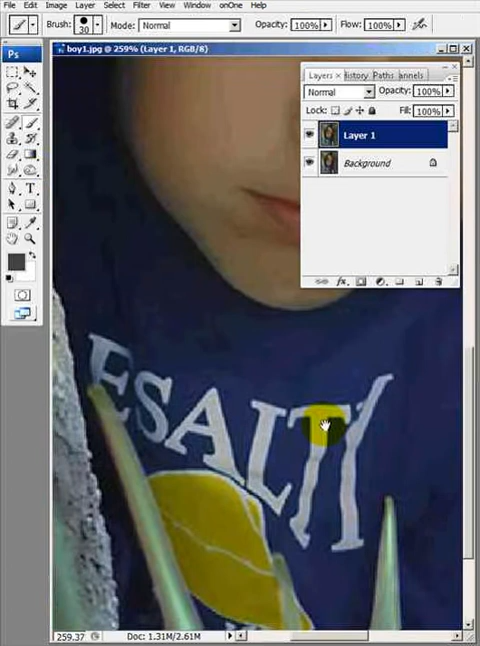 File Edit Image Layer Select Filter View Window onOne Help
Brush: 30 Mode: Normal Opacity: 100% Flow: 100%
Ps
boy1.jpg @ 259% (Layer 1, RGB/8)
Layers × History Paths annels
Normal Opacity: 100%
Lock: Fill: 100%
Layer 1
Background
ESALTY
259.37 Doc: 1.31M/2.61M